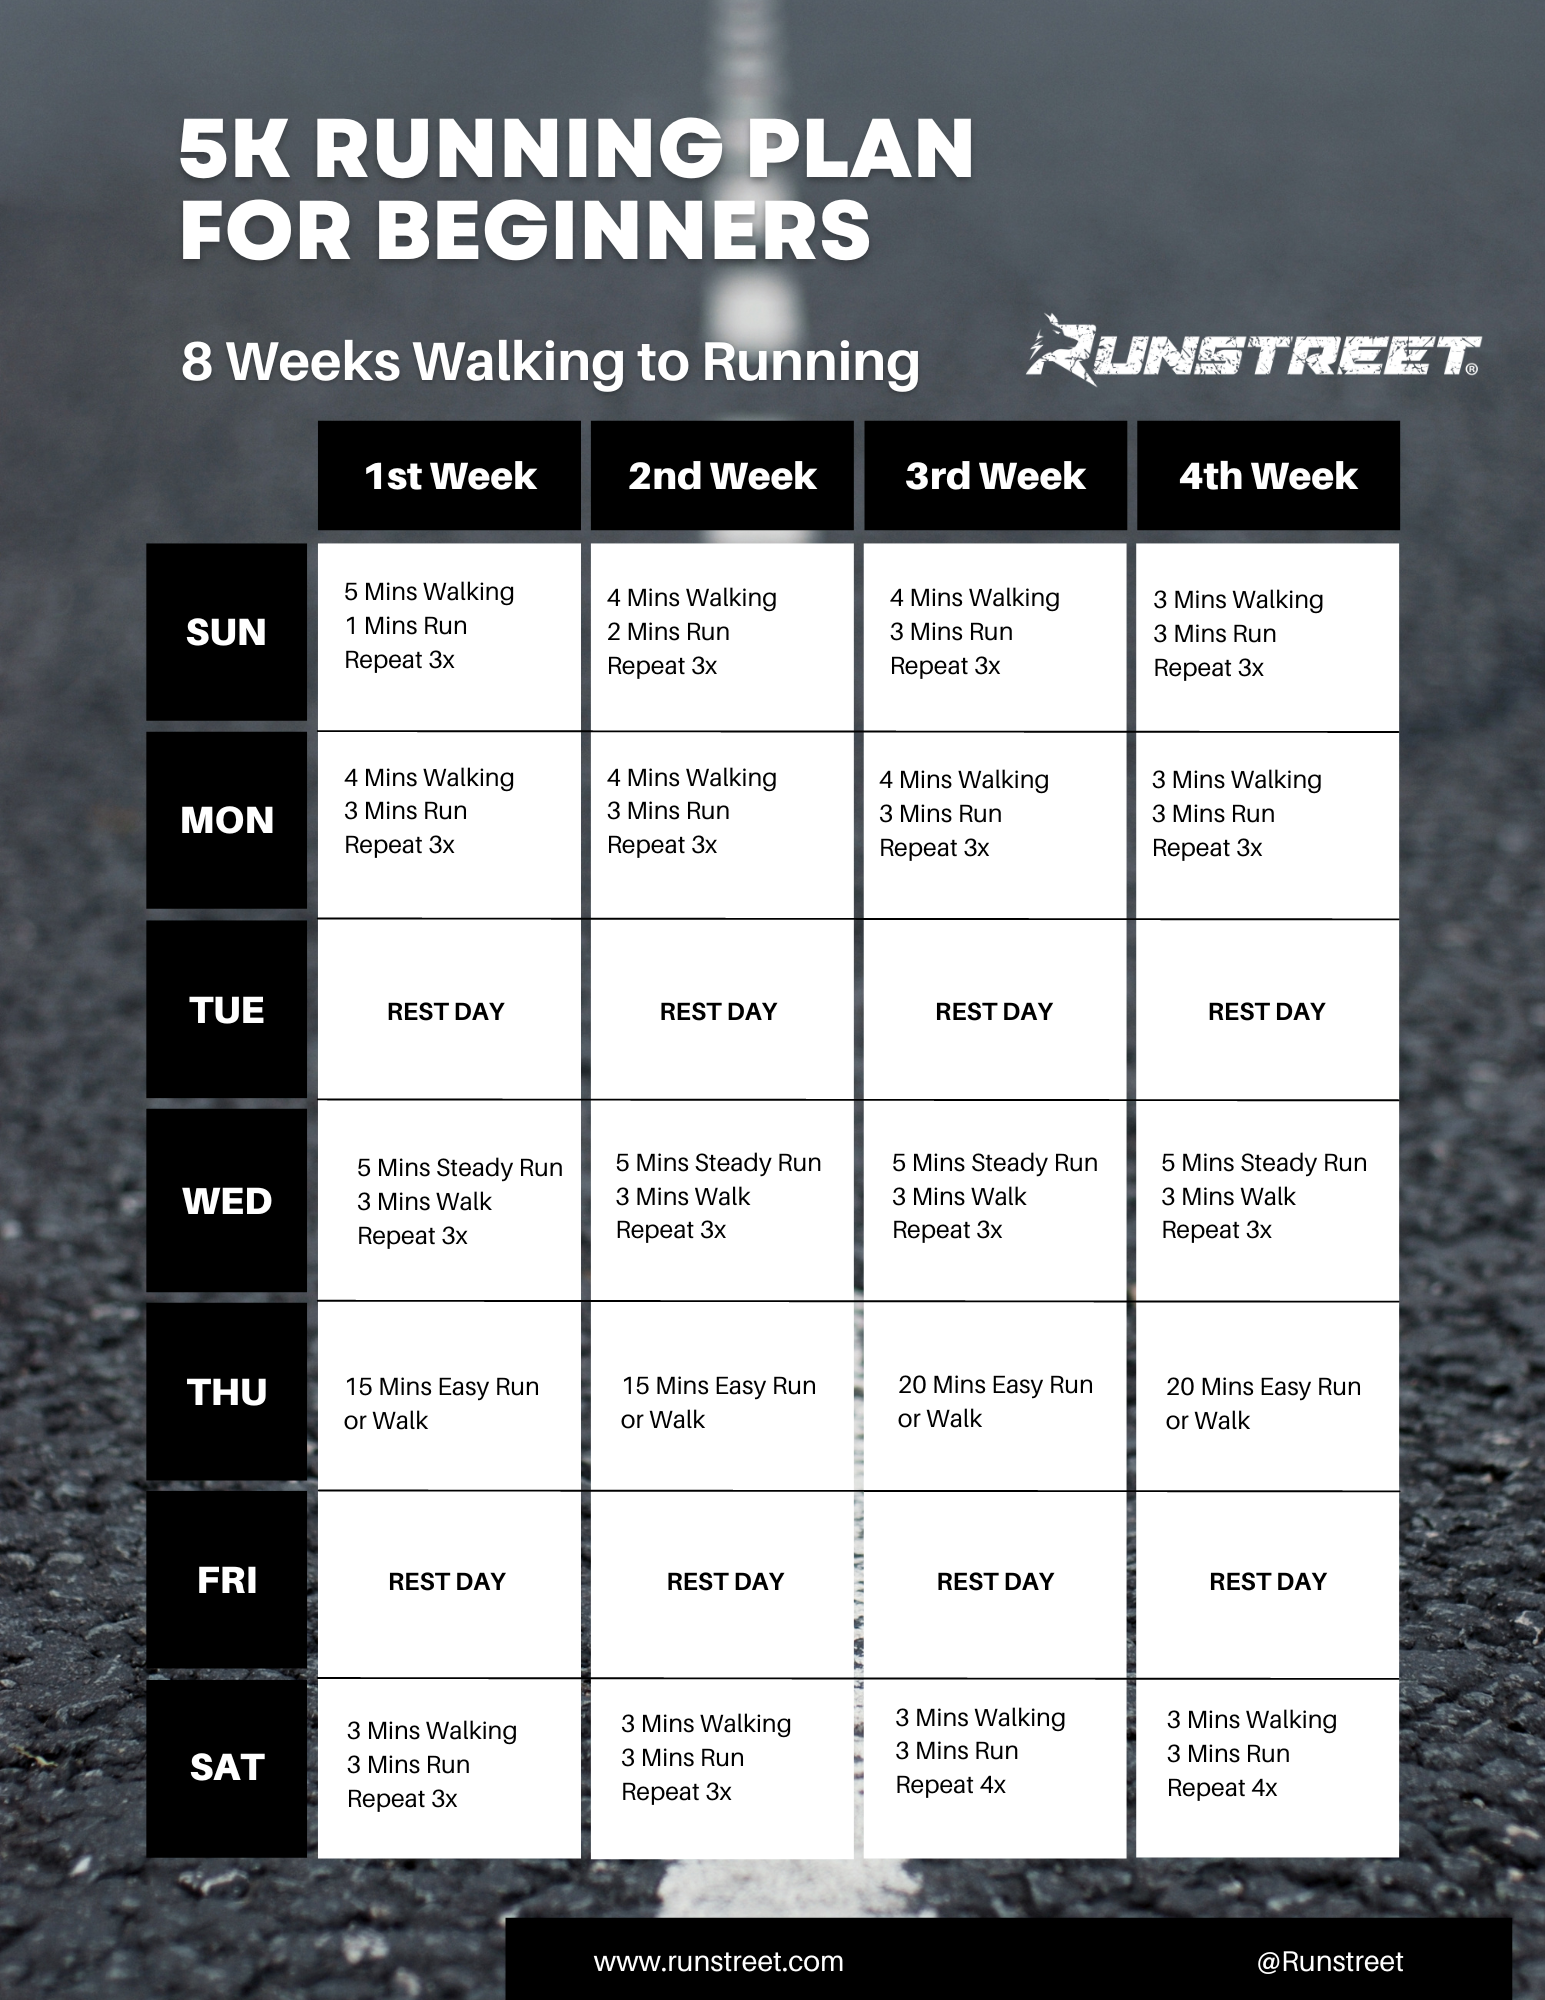 5K RUNNING PLAN
FOR BEGINNERS
8 Weeks Walking to Running
RUNSTREET®
1st Week
2nd Week
3rd Week
4th Week
SUN
5 Mins Walking
1 Mins Run
Repeat 3x
4 Mins Walking
2 Mins Run
Repeat 3x
4 Mins Walking
3 Mins Run
Repeat 3x
3 Mins Walking
3 Mins Run
Repeat 3x
MON
4 Mins Walking
3 Mins Run
Repeat 3x
4 Mins Walking
3 Mins Run
Repeat 3x
4 Mins Walking
3 Mins Run
Repeat 3x
3 Mins Walking
3 Mins Run
Repeat 3x
TUE
REST DAY
REST DAY
REST DAY
REST DAY
WED
5 Mins Steady Run
3 Mins Walk
Repeat 3x
5 Mins Steady Run
3 Mins Walk
Repeat 3x
5 Mins Steady Run
3 Mins Walk
Repeat 3x
5 Mins Steady Run
3 Mins Walk
Repeat 3x
THU
15 Mins Easy Run
or Walk
15 Mins Easy Run
or Walk
20 Mins Easy Run
or Walk
20 Mins Easy Run
or Walk
FRI
REST DAY
REST DAY
REST DAY
REST DAY
SAT
3 Mins Walking
3 Mins Run
Repeat 3x
3 Mins Walking
3 Mins Run
Repeat 3x
3 Mins Walking
3 Mins Run
Repeat 4x
3 Mins Walking
3 Mins Run
Repeat 4x
www.runstreet.com
@Runstreet